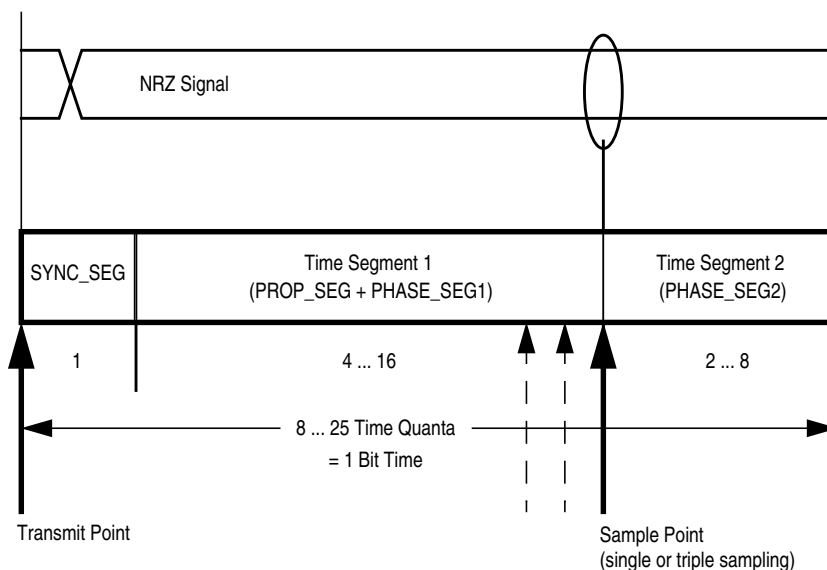 NRZ Signal
SYNC_SEG
Time Segment 1
(PROP_SEG + PHASE_SEG1)
Time Segment 2
(PHASE_SEG2)
1
4 ... 16
2 ... 8
8 ... 25 Time Quanta
= 1 Bit Time
Transmit Point
Sample Point
(single or triple sampling)